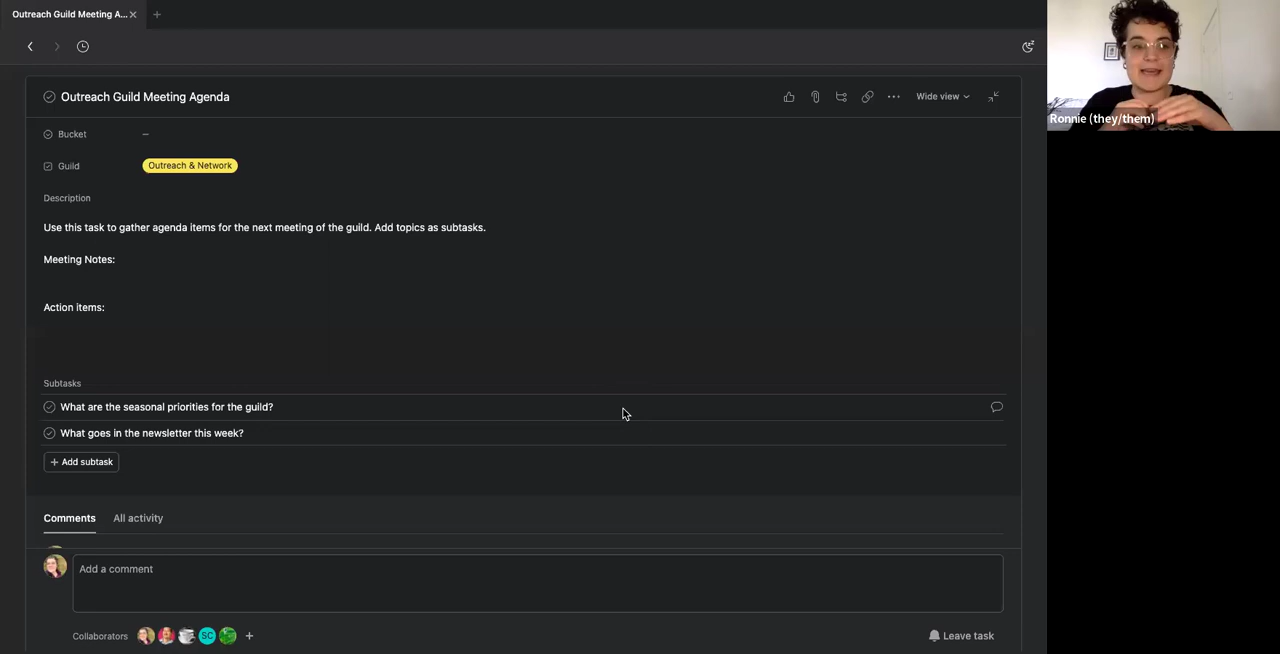 Outreach Guild Meeting A...
Outreach Guild Meeting Agenda
Wide view
Ronnie (they/them)
Bucket
—
Guild
Outreach & Network
Description
Use this task to gather agenda items for the next meeting of the guild. Add topics as subtasks.
Meeting Notes:
Action items:
Subtasks
What are the seasonal priorities for the guild?
What goes in the newsletter this week?
+ Add subtask
Comments
All activity
Add a comment
Collaborators
SC
Leave task